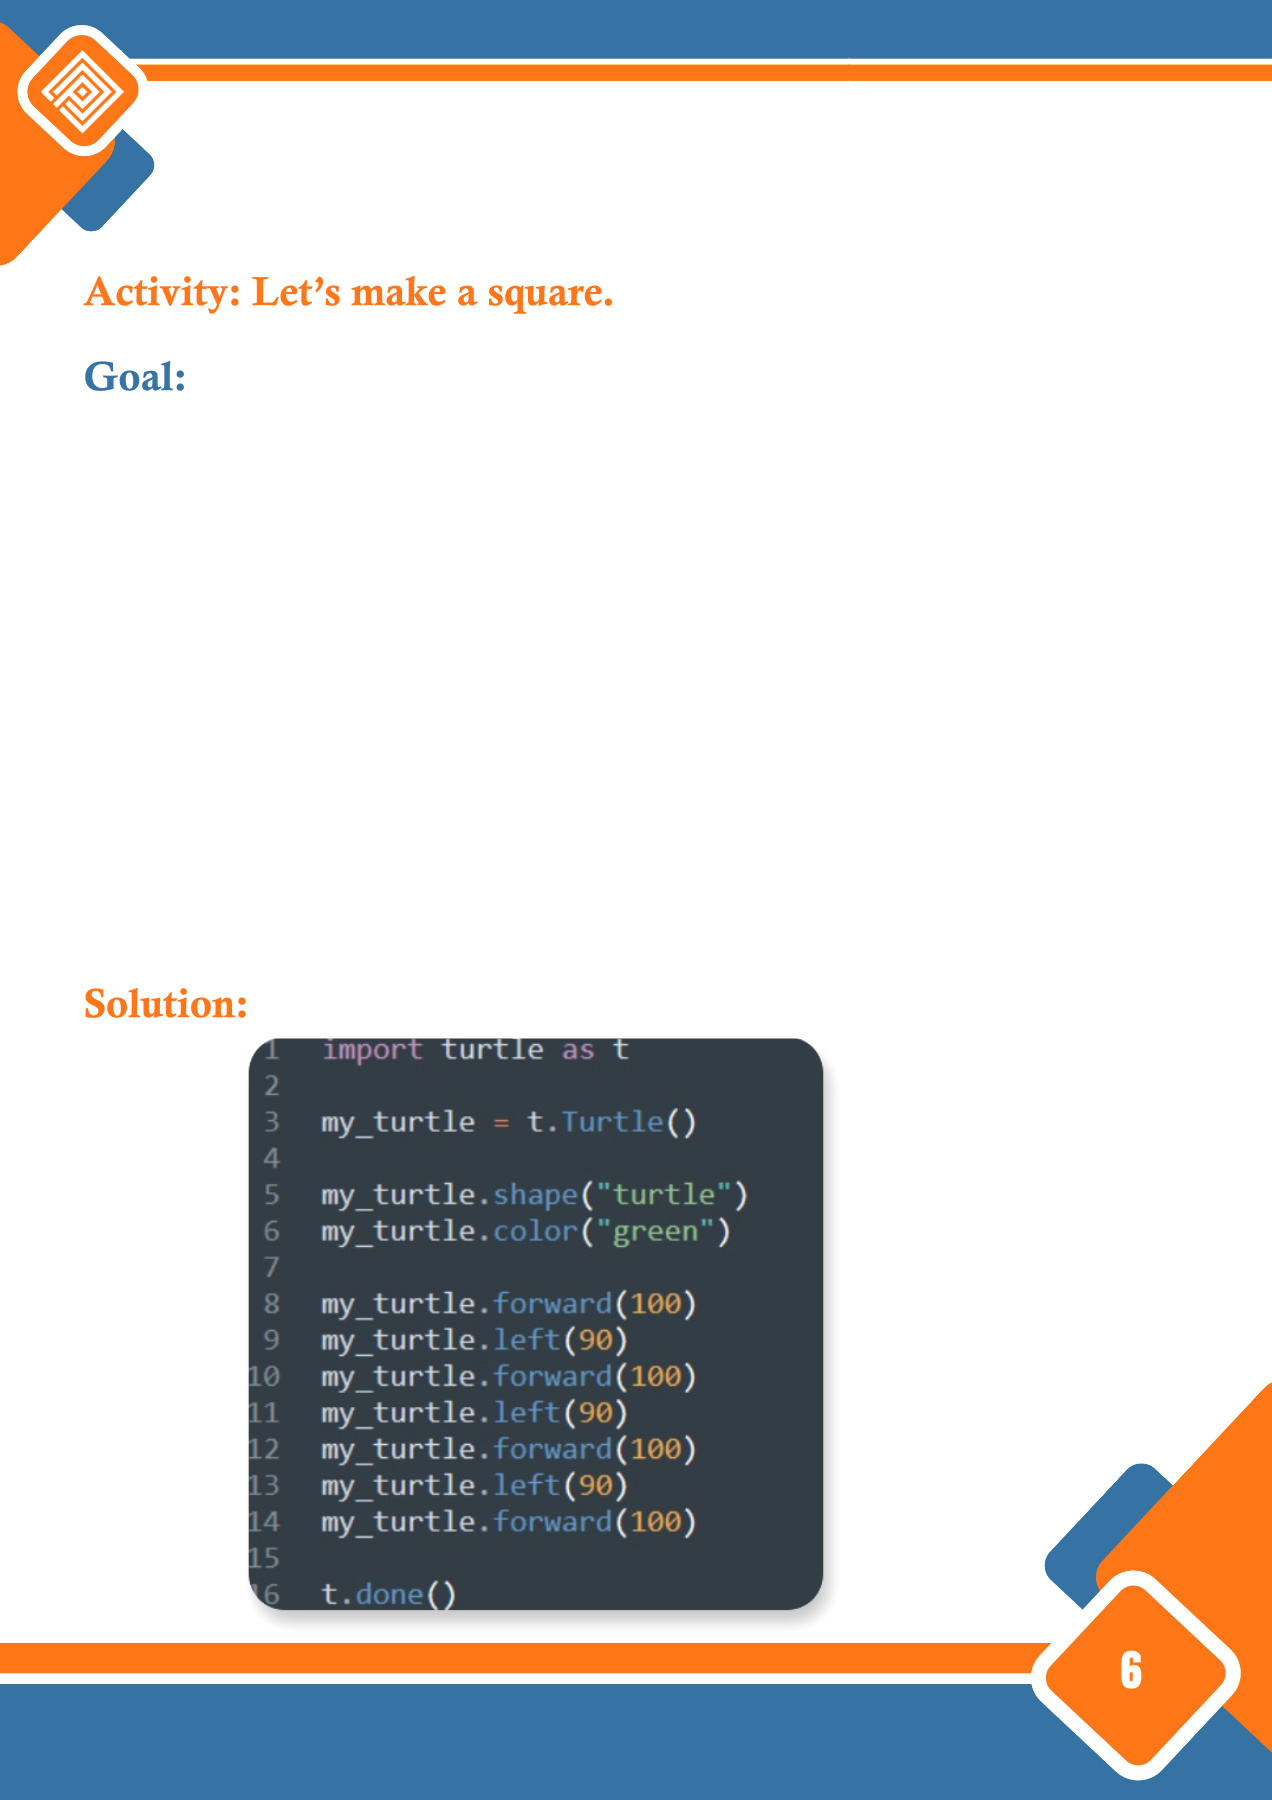 Activity: Let’s make a square.
Goal:
Solution:
1 import turtle as t
2
3 my_turtle = t.Turtle()
4
5 my_turtle.shape("turtle")
6 my_turtle.color("green")
7
8 my_turtle.forward(100)
9 my_turtle.left(90)
10 my_turtle.forward(100)
11 my_turtle.left(90)
12 my_turtle.forward(100)
13 my_turtle.left(90)
14 my_turtle.forward(100)
15
16 t.done()
6